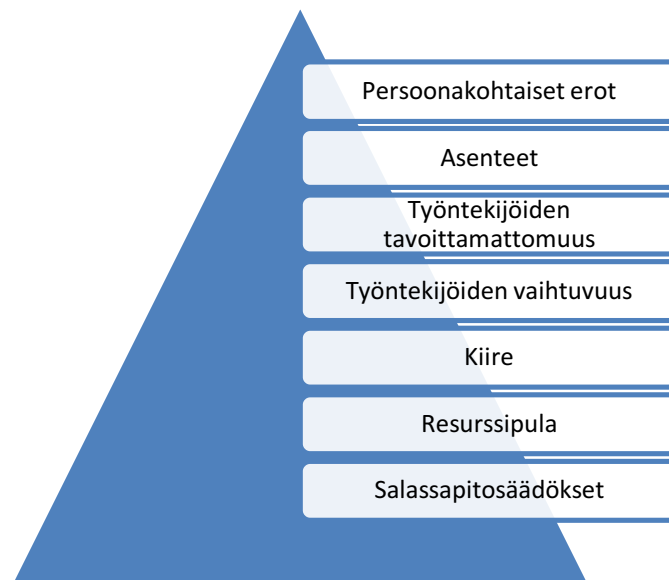 Persoonakohtaiset erot
Asenteet
Työntekijöiden
tavoittamattomuus
Työntekijöiden vaihtuvuus
Kiire
Resurssipula
Salassapitosäädökset